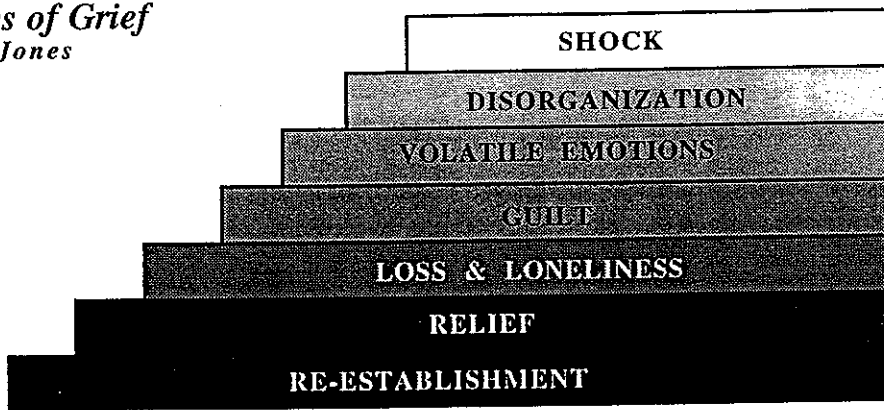 of Grief
Jones
SHOCK
DISORGANIZATION
VOLATILE EMOTIONS
GUILT
LOSS & LONELINESS
RELIEF
RE-ESTABLISHMENT